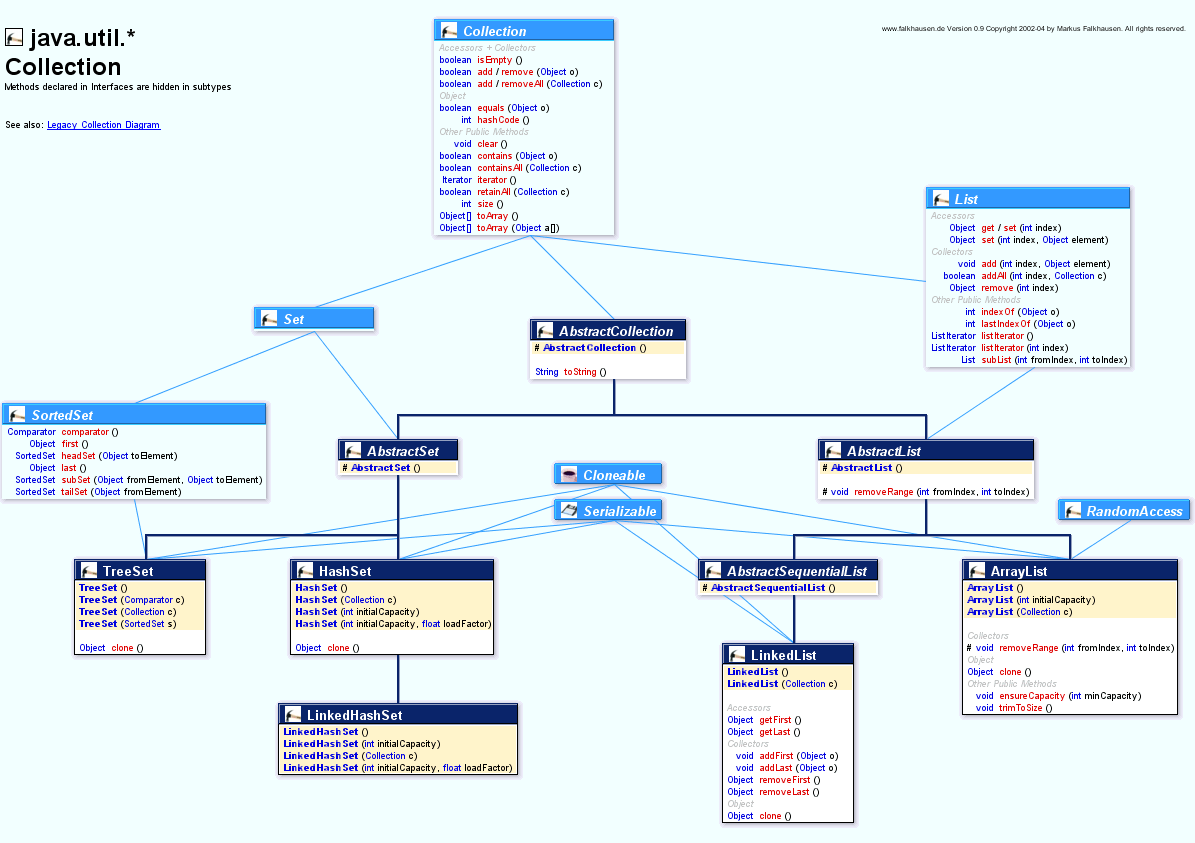 java.util.*
Collection
Methods declared in Interfaces are hidden in subtypes
See also: Legacy Collection Diagram
www.falkhausen.de Version 0.9 Copyright 2002-04 by Markus Falkhausen. All rights reserved.
Collection
Accessors + Collectors
boolean isEmpty ()
boolean add / remove (Object o)
boolean add / removeAll (Collection c)
Object
boolean equals (Object o)
int hashCode ()
Other Public Methods
void clear ()
boolean contains (Object o)
boolean containsAll (Collection c)
Iterator iterator ()
boolean retainAll (Collection c)
int size ()
Object[] toArray ()
Object[] toArray (Object a[])
List
Accessors
Object get / set (int index)
Object set (int index, Object element)
Collectors
void add (int index, Object element)
boolean addAll (int index, Collection c)
Object remove (int index)
Other Public Methods
int indexOf (Object o)
int lastIndexOf (Object o)
ListIterator listIterator ()
ListIterator listIterator (int index)
List subList (int fromIndex, int toIndex)
Set
AbstractCollection
# AbstractCollection ()
String toString ()
SortedSet
Comparator comparator ()
Object first ()
SortedSet headSet (Object toElement)
Object last ()
SortedSet subSet (Object fromElement, Object toElement)
SortedSet tailSet (Object fromElement)
AbstractSet
# AbstractSet ()
AbstractList
# AbstractList ()
# void removeRange (int fromIndex, int toIndex)
Cloneable
Serializable
RandomAccess
TreeSet
TreeSet ()
TreeSet (Comparator c)
TreeSet (Collection c)
TreeSet (SortedSet s)
Object clone ()
HashSet
HashSet ()
HashSet (Collection c)
HashSet (int initialCapacity)
HashSet (int initialCapacity, float loadFactor)
Object clone ()
AbstractSequentialList
# AbstractSequentialList ()
ArrayList
ArrayList ()
ArrayList (int initialCapacity)
ArrayList (Collection c)
Collectors
# void removeRange (int fromIndex, int toIndex)
Object
Object clone ()
Other Public Methods
void ensureCapacity (int minCapacity)
void trimToSize ()
LinkedList
LinkedList ()
LinkedList (Collection c)
Accessors
Object getFirst ()
Object getLast ()
Collectors
void addFirst (Object o)
void addLast (Object o)
Object removeFirst ()
Object removeLast ()
Object
Object clone ()
LinkedHashSet
LinkedHashSet ()
LinkedHashSet (int initialCapacity)
LinkedHashSet (Collection c)
LinkedHashSet (int initialCapacity, float loadFactor)